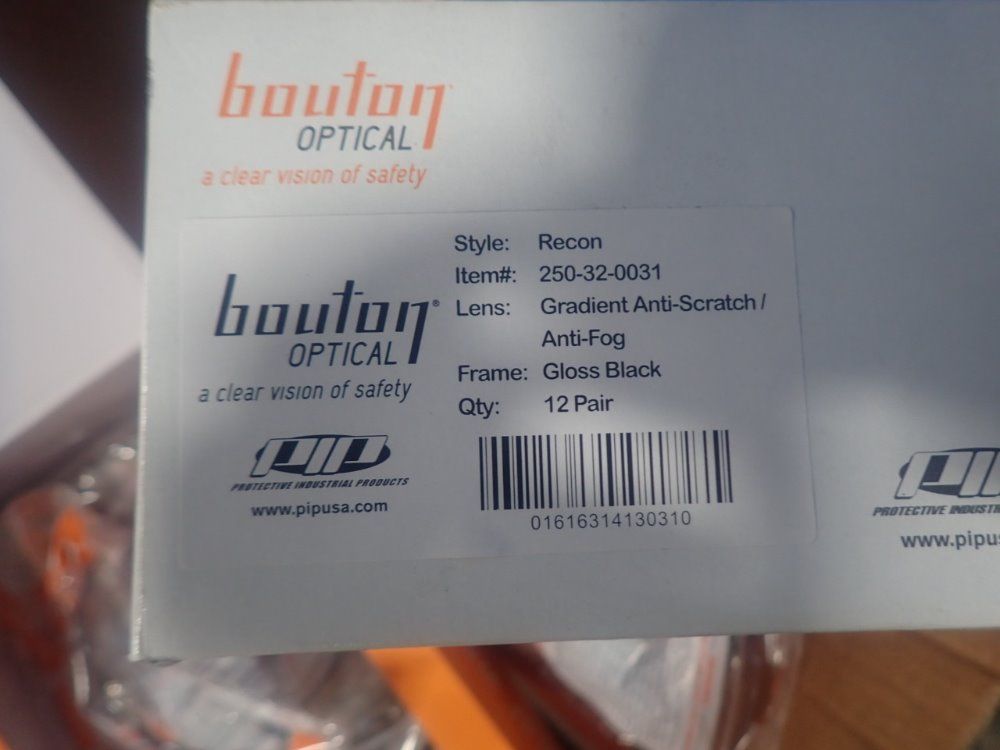 bouton
OPTICAL
a clear vision of safety
bouton®
OPTICAL
a clear vision of safety
PIP
PROTECTIVE INDUSTRIAL PRODUCTS
www.pipusa.com
Style: Recon
Item#: 250-32-0031
Lens: Gradient Anti-Scratch /
Anti-Fog
Frame: Gloss Black
Qty: 12 Pair
01616314130310
PIP
PROTECTIVE INDUSTR
www.pipus